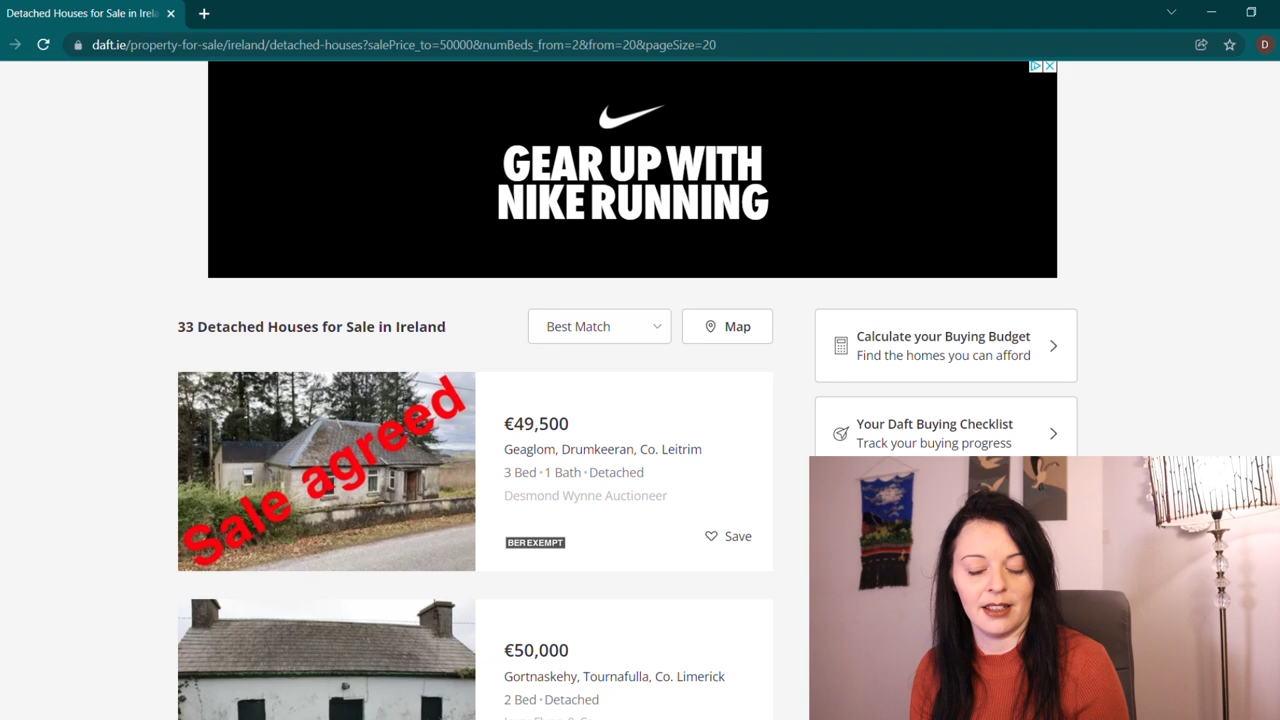 Detached Houses for Sale in Irela
daft.ie/property-for-sale/ireland/detached-houses?salePrice_to=50000&numBeds_from=2&from=20&pageSize=20
D
GEAR UP WITH
NIKE RUNNING
33 Detached Houses for Sale in Ireland
Best Match
Map
Calculate your Buying Budget
Find the homes you can afford
Your Daft Buying Checklist
Track your buying progress
Sale agreed
€49,500
Geaglom, Drumkeeran, Co. Leitrim
3 Bed · 1 Bath · Detached
Desmond Wynne Auctioneer
BER EXEMPT
Save
€50,000
Gortnaskehy, Tournafulla, Co. Limerick
2 Bed · Detached